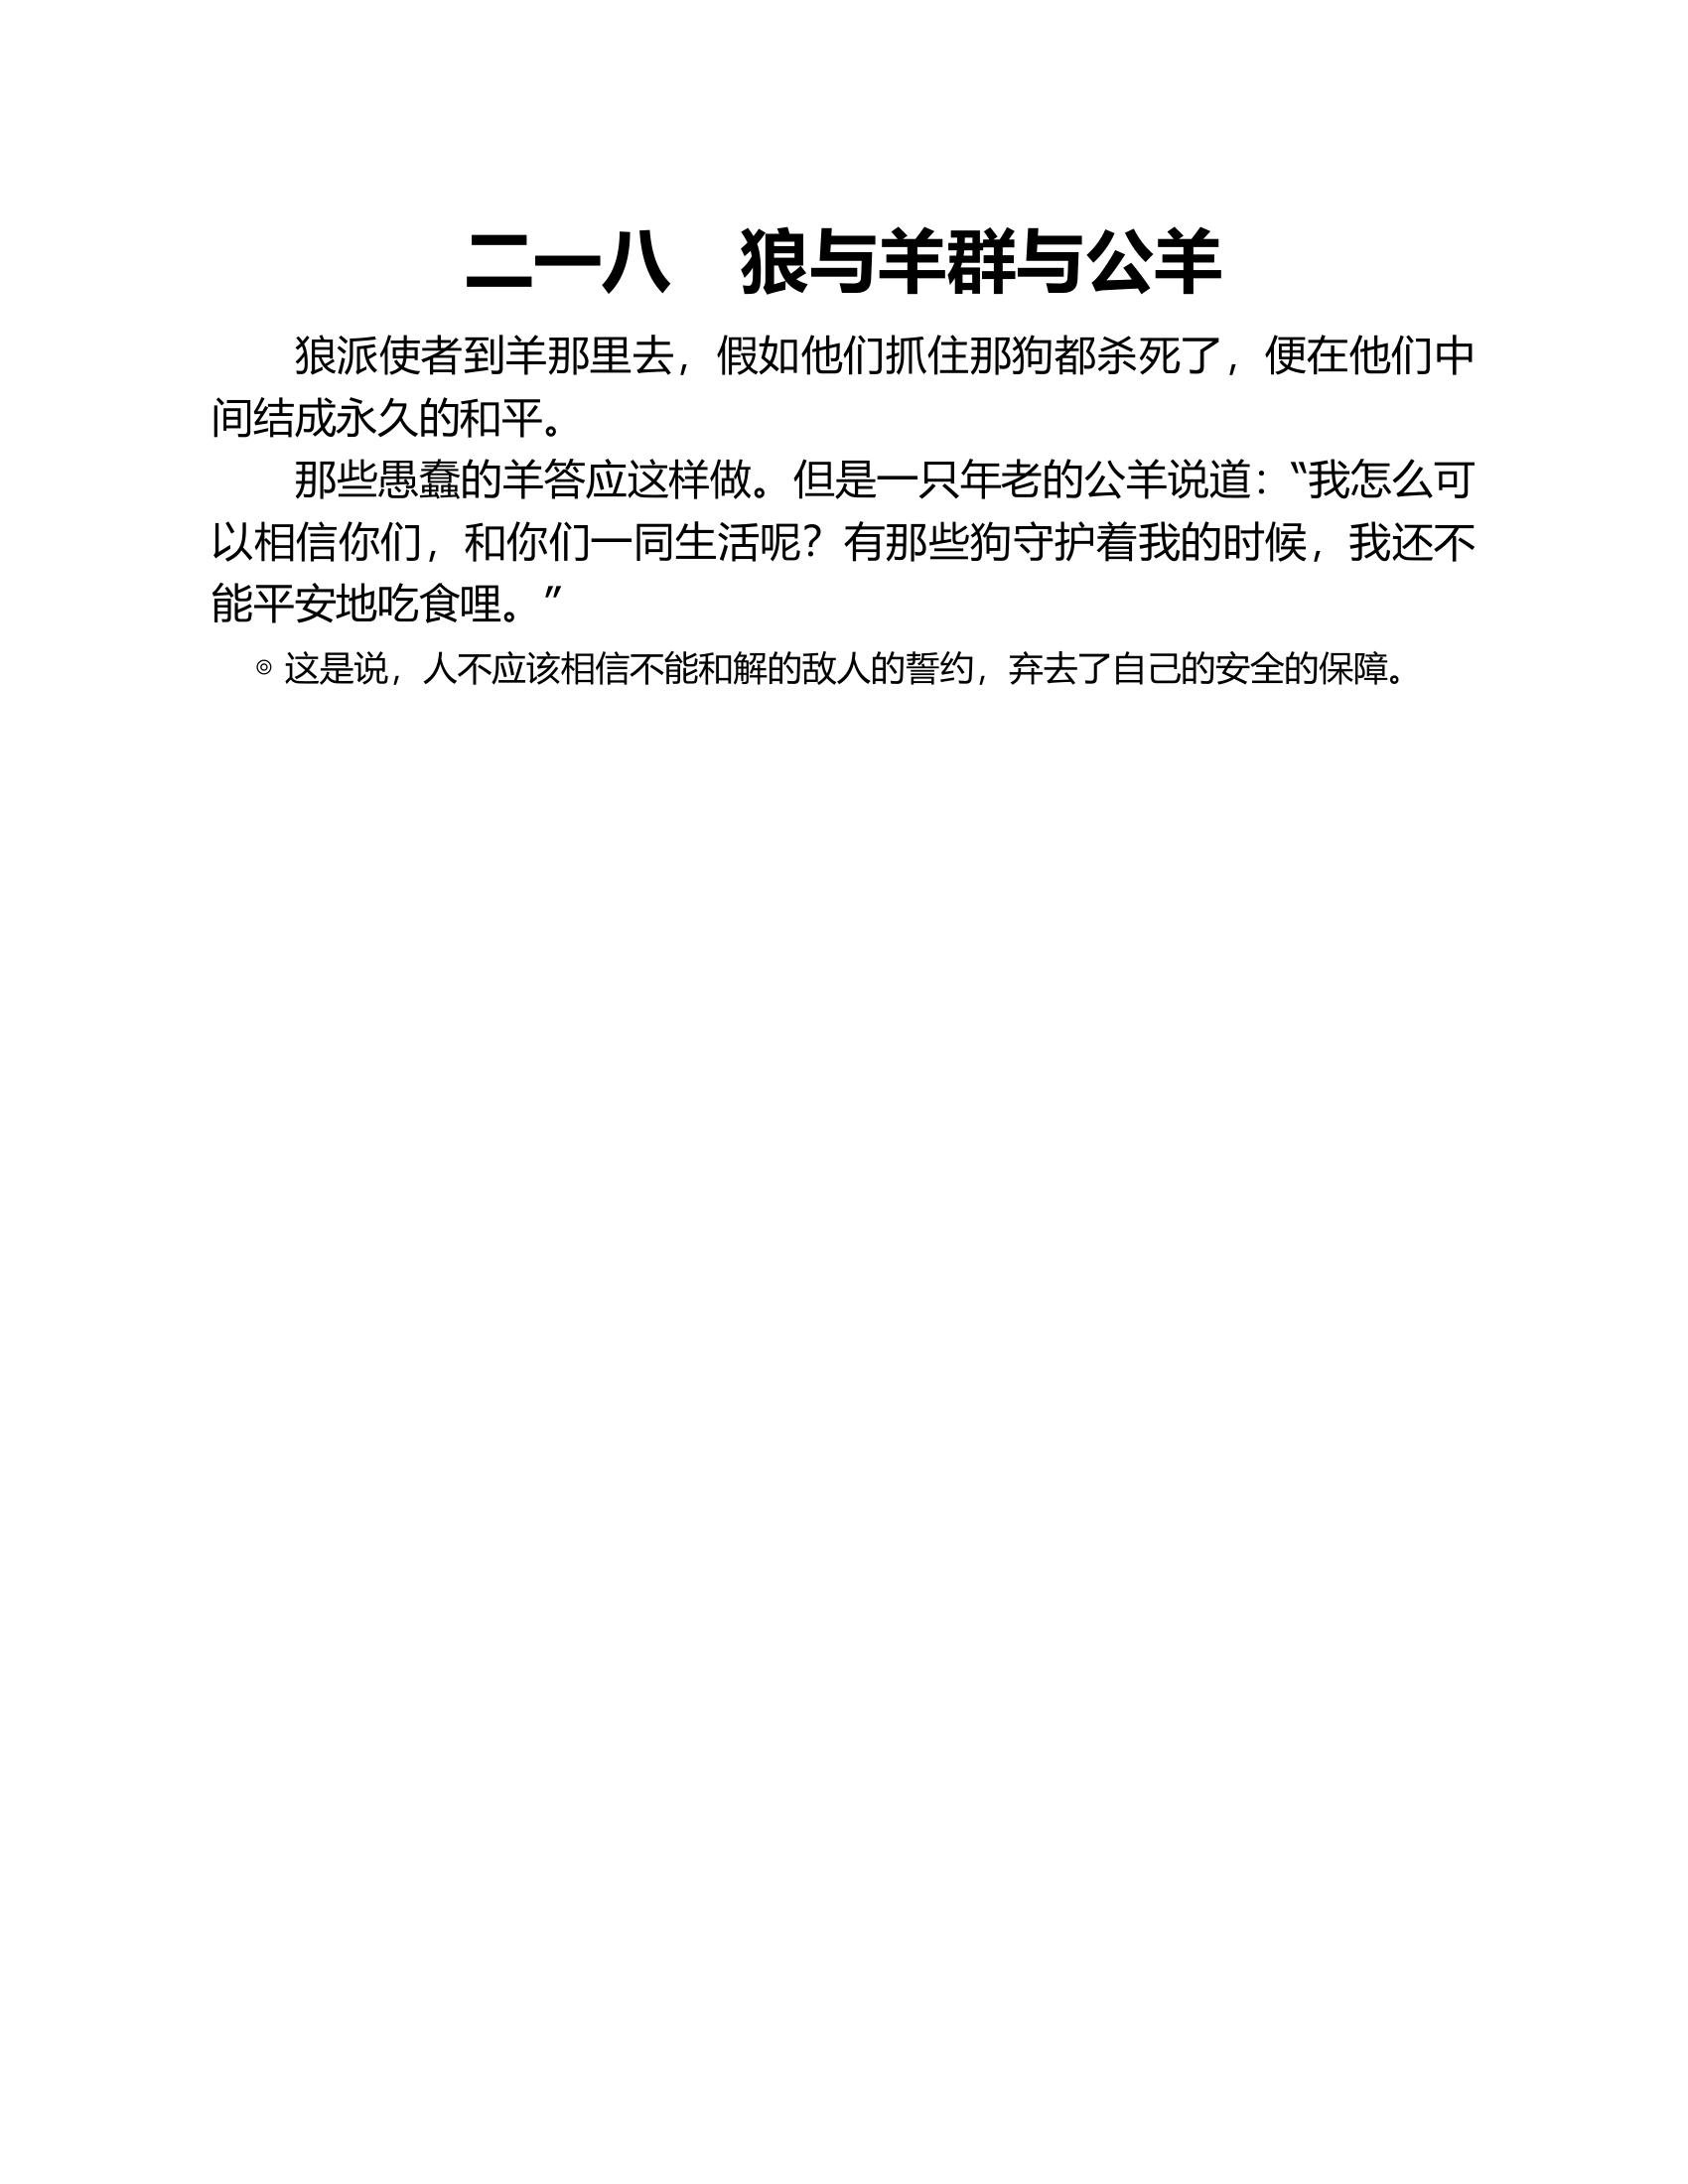 二一八　狼与羊群与公羊
狼派使者到羊那里去，假如他们抓住那狗都杀死了，便在他们中
间结成永久的和平。
那些愚蠢的羊答应这样做。但是一只年老的公羊说道：“我怎么可
以相信你们，和你们一同生活呢？有那些狗守护着我的时候，我还不
能平安地吃食哩。”
◎ 这是说，人不应该相信不能和解的敌人的誓约，弃去了自己的安全的保障。